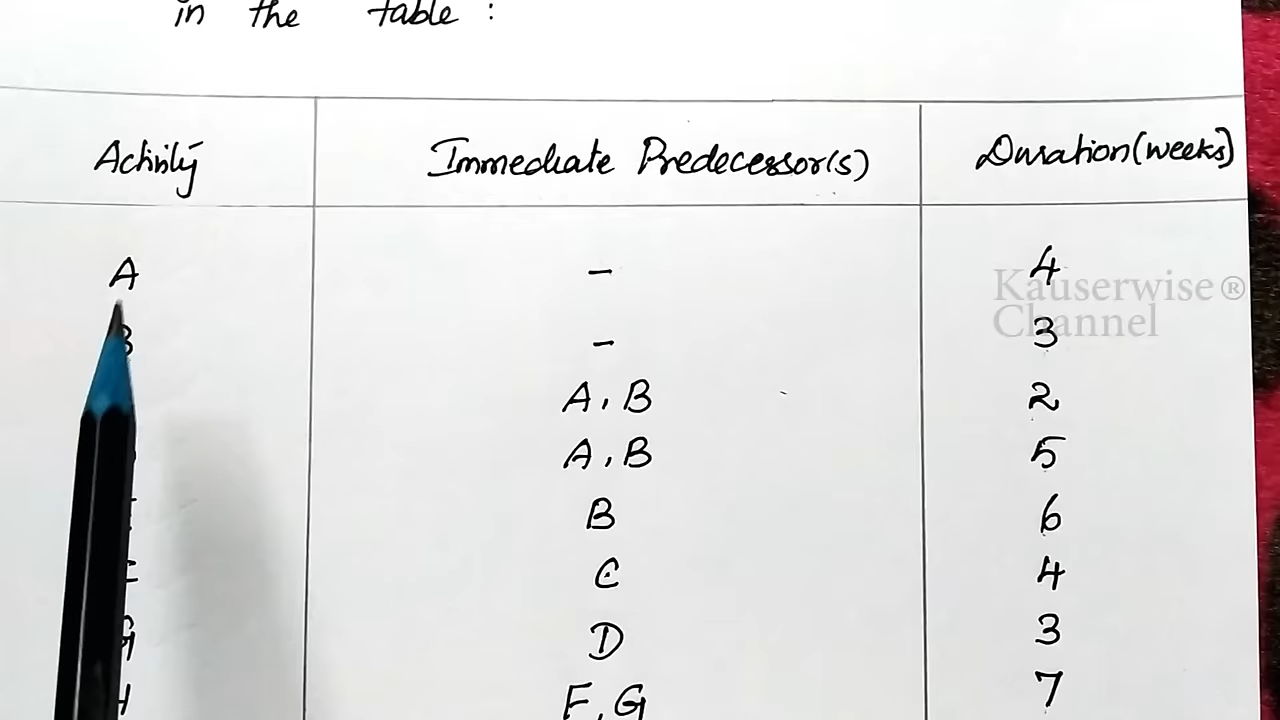 in the table :
Activity Immediate Predecessor(s) Duration(weeks)
A - 4
Kauserwise®
Channel
B - 3
A, B 2
A, B 5
B 6
C 4
G D 3
H F, G 7